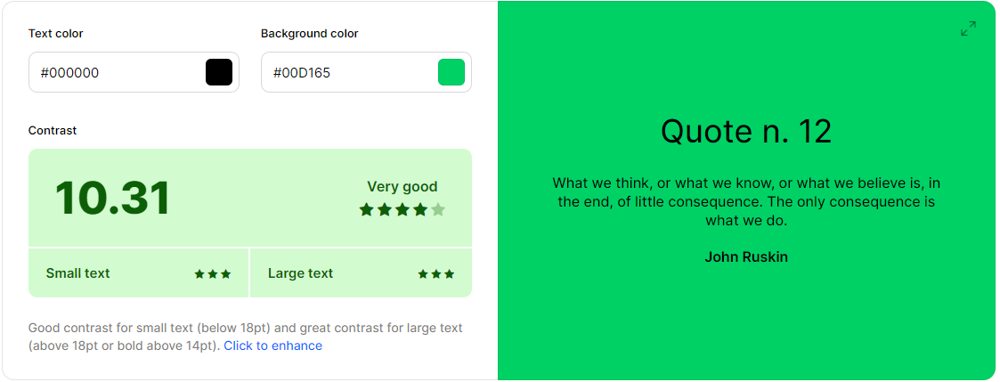 Text color
Background color
#000000
#00D165
Contrast
10.31
Very good
Small text
Large text
Good contrast for small text (below 18pt) and great contrast for large text
(above 18pt or bold above 14pt). Click to enhance
Quote n. 12
What we think, or what we know, or what we believe is, in
the end, of little consequence. The only consequence is
what we do.
John Ruskin